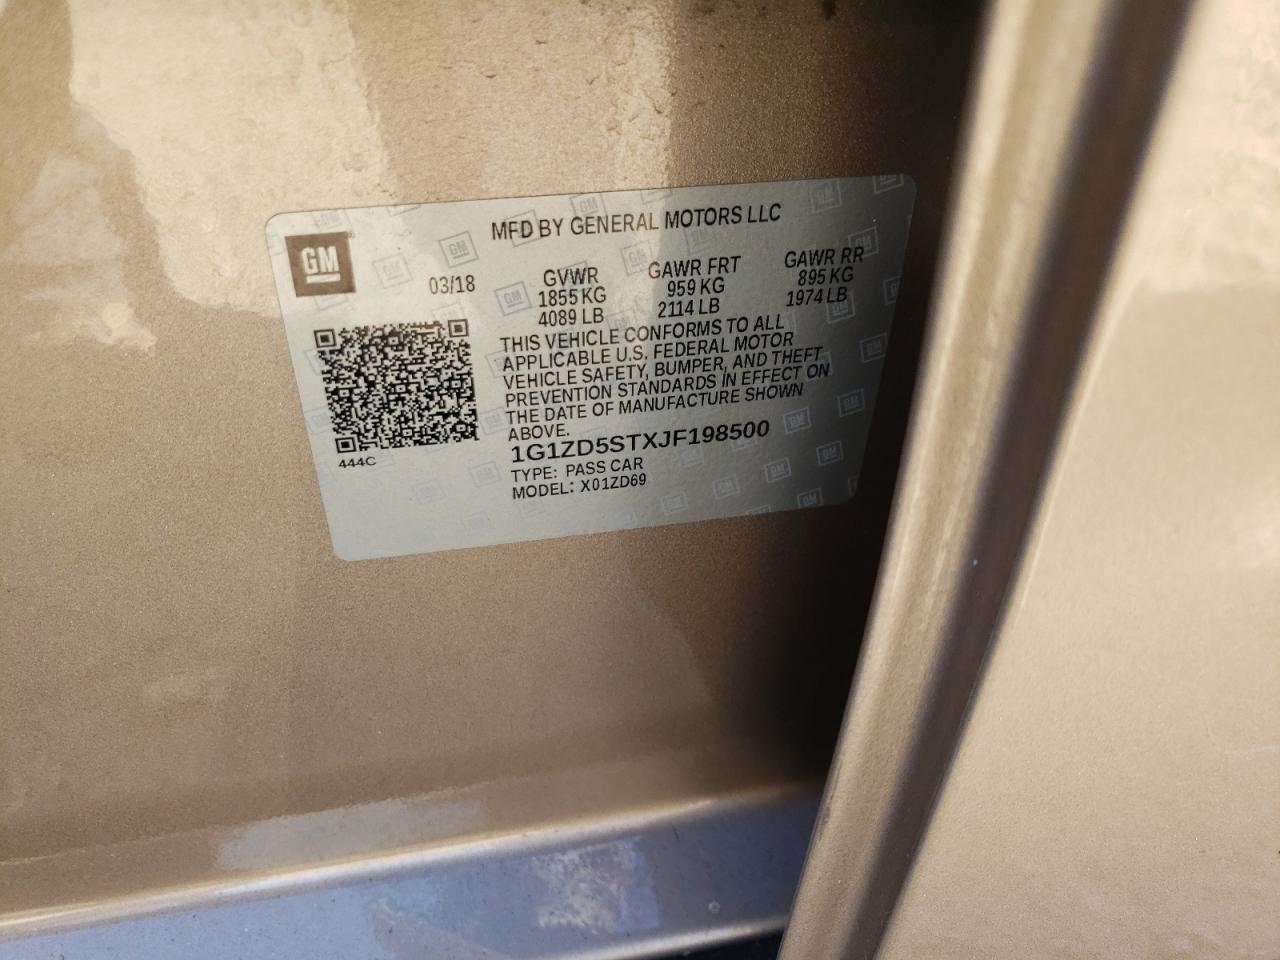 MFD BY GENERAL MOTORS LLC
GM
03/18
GVWR GAWR FRT GAWR RR
1855 KG 959 KG 895 KG
4089 LB 2114 LB 1974 LB
THIS VEHICLE CONFORMS TO ALL
APPLICABLE U.S. FEDERAL MOTOR
VEHICLE SAFETY, BUMPER, AND THEFT
PREVENTION STANDARDS IN EFFECT ON
THE DATE OF MANUFACTURE SHOWN
ABOVE.
1G1ZD5STXJF198500
444C
TYPE: PASS CAR
MODEL: X01ZD69